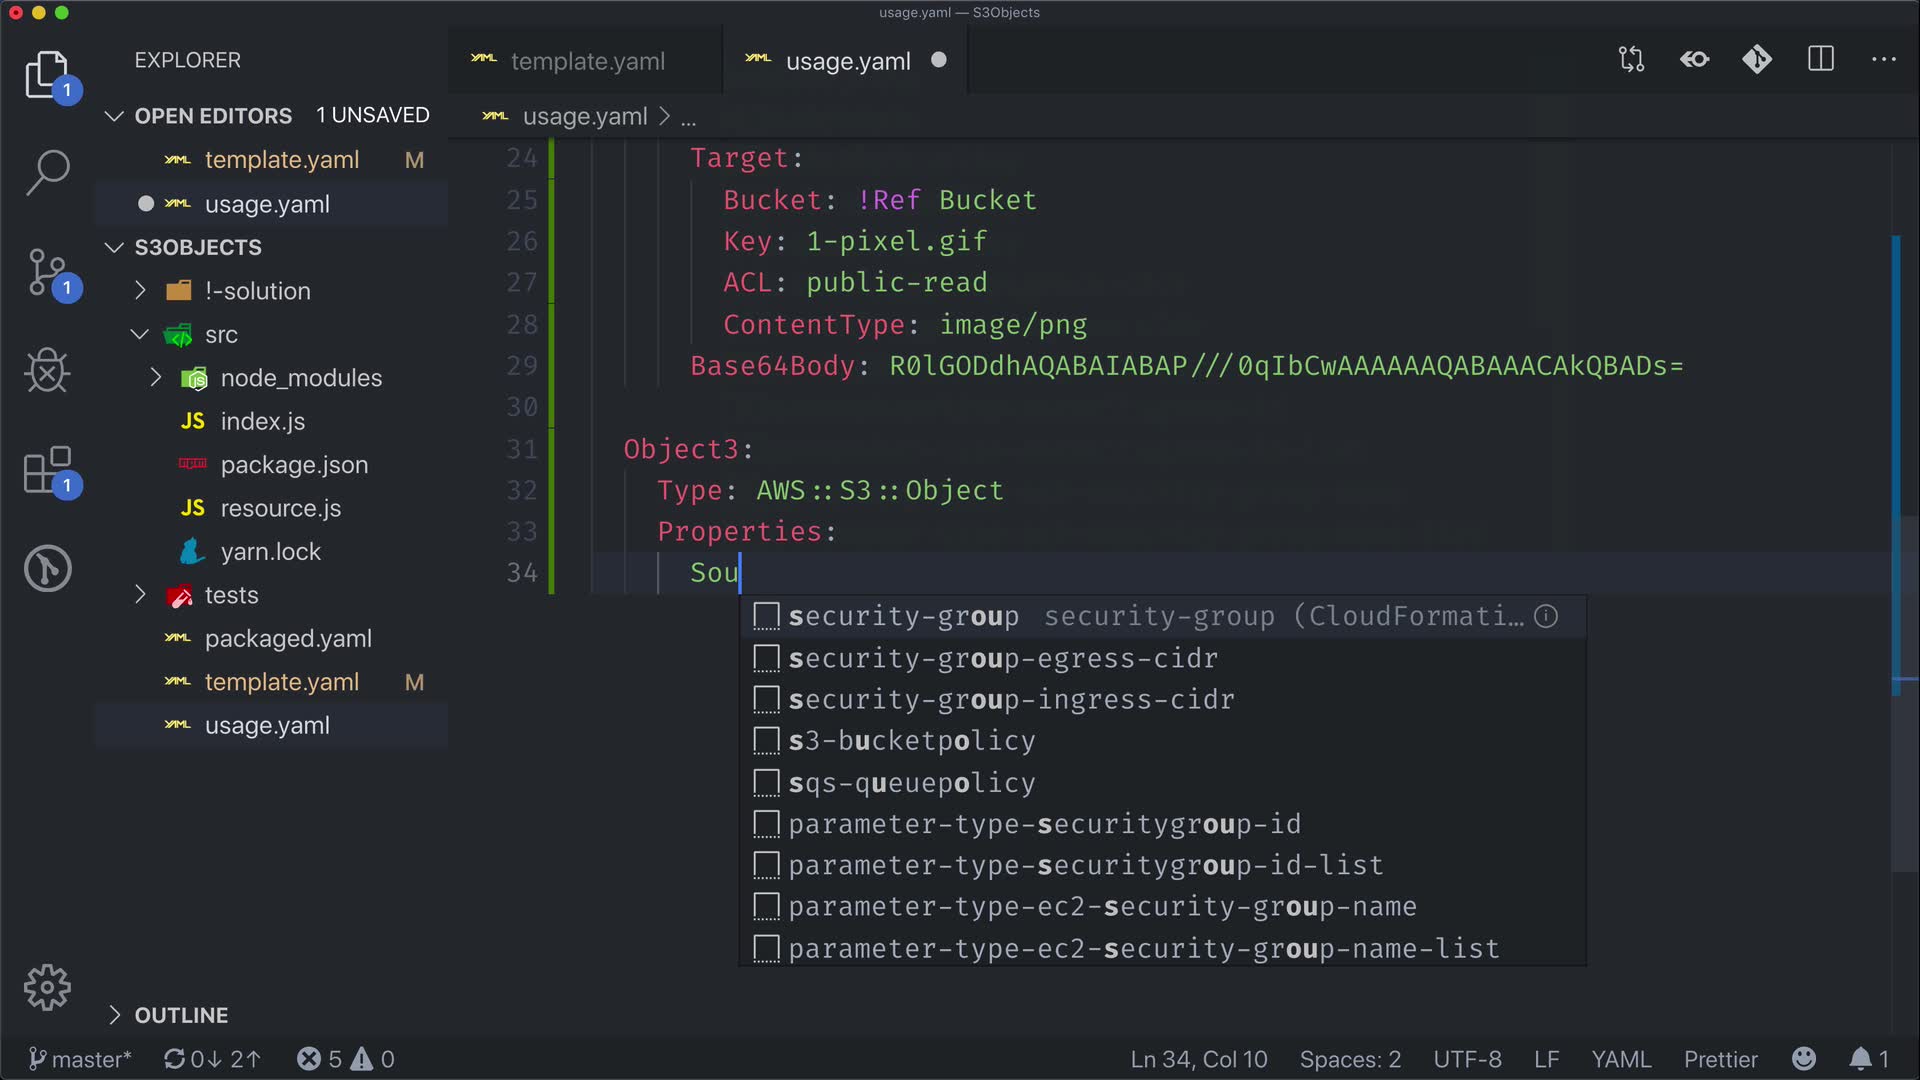 usage.yaml — S3Objects
EXPLORER
OPEN EDITORS 1 UNSAVED
template.yaml M
usage.yaml
S3OBJECTS
!-solution
src
node_modules
JS index.js
package.json
JS resource.js
yarn.lock
tests
packaged.yaml
template.yaml M
usage.yaml
OUTLINE
1
1
1
template.yaml
usage.yaml
usage.yaml > ...
24 Target:
25 Bucket: !Ref Bucket
26 Key: 1-pixel.gif
27 ACL: public-read
28 ContentType: image/png
29 Base64Body: R0lGODdhAQABAIABAP///0qIbCwAAAAAAQABAAACAkQBADs=
30
31 Object3:
32 Type: AWS::S3::Object
33 Properties:
34 Sou
security-group security-group (CloudFormati...
security-group-egress-cidr
security-group-ingress-cidr
s3-bucketpolicy
sqs-queuepolicy
parameter-type-securitygroup-id
parameter-type-securitygroup-id-list
parameter-type-ec2-security-group-name
parameter-type-ec2-security-group-name-list
master* 0↓ 2↑ 5 0 Ln 34, Col 10 Spaces: 2 UTF-8 LF YAML Prettier 1